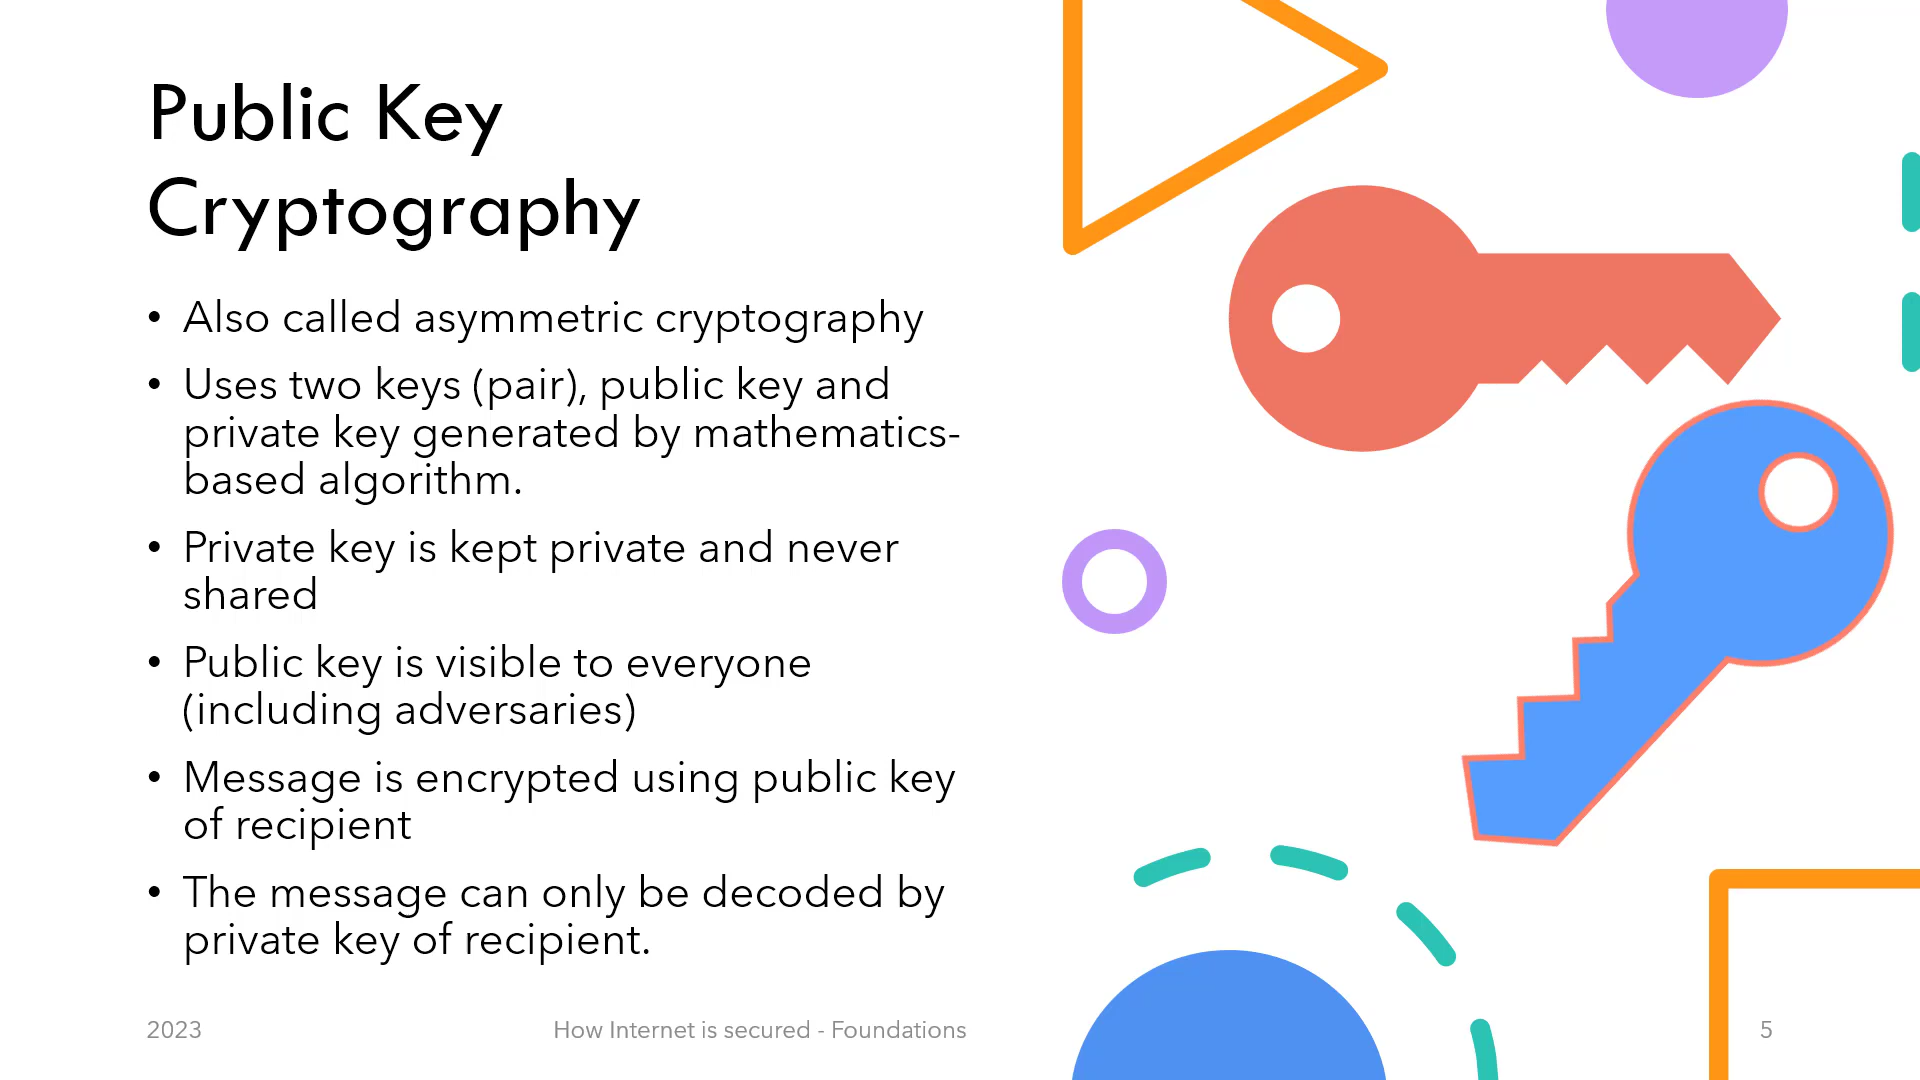 Public Key
Cryptography
• Also called asymmetric cryptography
• Uses two keys (pair), public key and
private key generated by mathematics-
based algorithm.
• Private key is kept private and never
shared
• Public key is visible to everyone
(including adversaries)
• Message is encrypted using public key
of recipient
• The message can only be decoded by
private key of recipient.
2023
How Internet is secured - Foundations
5